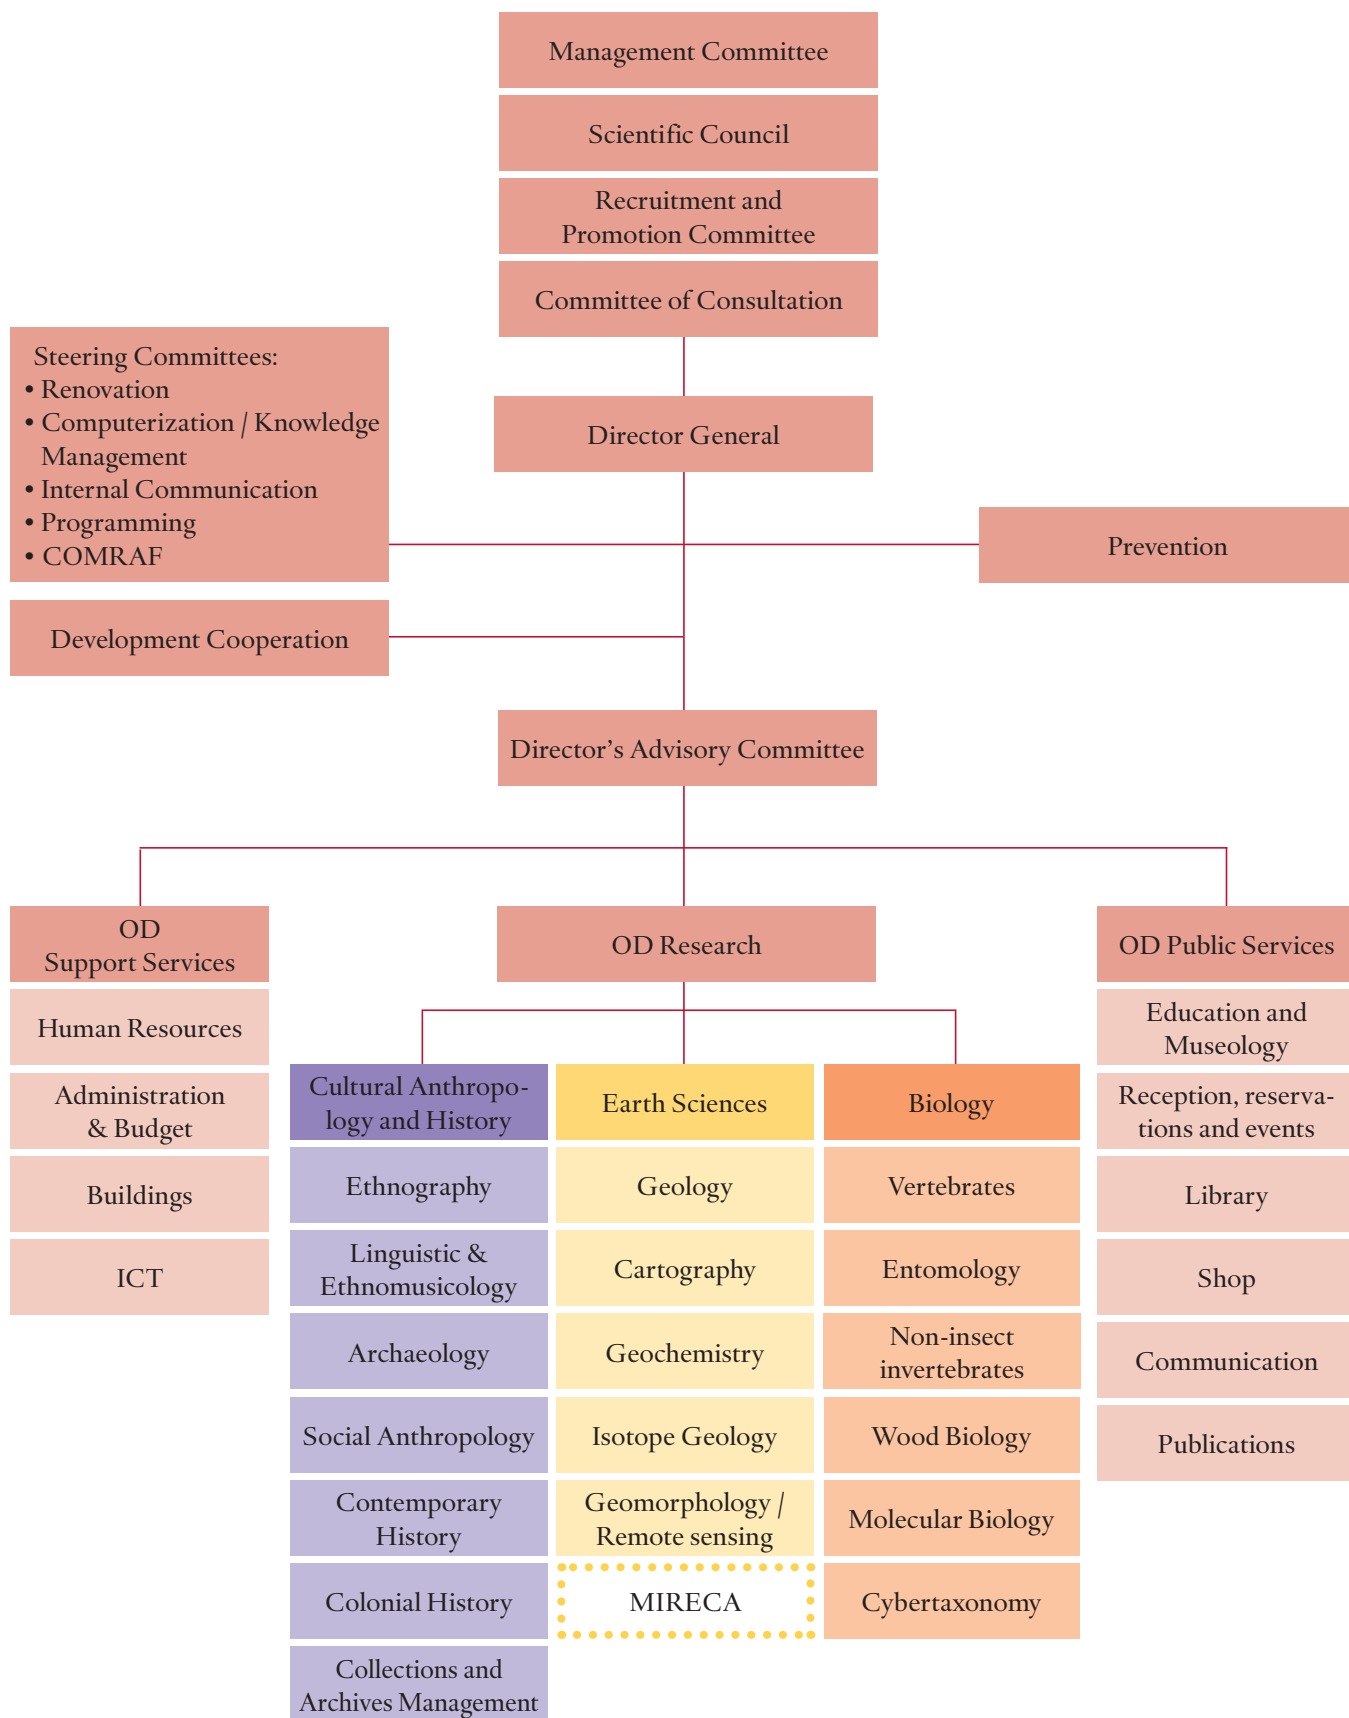 Management Committee
Scientific Council
Recruitment and
Promotion Committee
Committee of Consultation
Steering Committees:
• Renovation
• Computerization / Knowledge
Management
• Internal Communication
• Programming
• COMRAF
Director General
Prevention
Development Cooperation
Director’s Advisory Committee
OD
Support Services
Human Resources
Administration
& Budget
Buildings
ICT
OD Research
Cultural Anthropo-
logy and History
Ethnography
Linguistic &
Ethnomusicology
Archaeology
Social Anthropology
Contemporary
History
Colonial History
Collections and
Archives Management
Earth Sciences
Geology
Cartography
Geochemistry
Isotope Geology
Geomorphology /
Remote sensing
MIRECA
Biology
Vertebrates
Entomology
Non-insect
invertebrates
Wood Biology
Molecular Biology
Cybertaxonomy
OD Public Services
Education and
Museology
Reception, reserva-
tions and events
Library
Shop
Communication
Publications